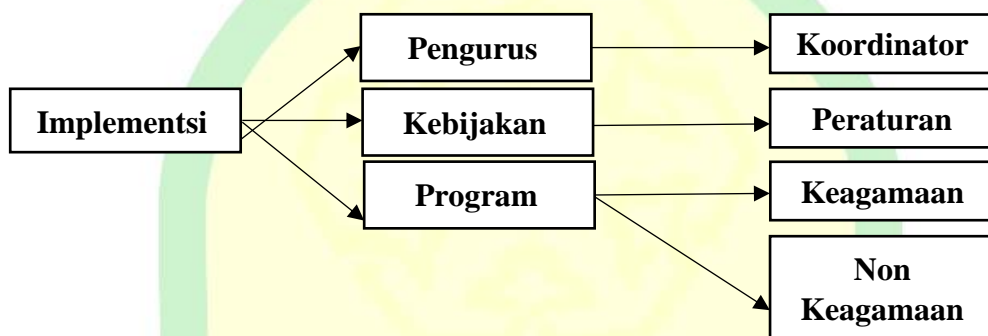 Implementsi
Pengurus
Kebijakan
Program
Koordinator
Peraturan
Keagamaan
Non
Keagamaan